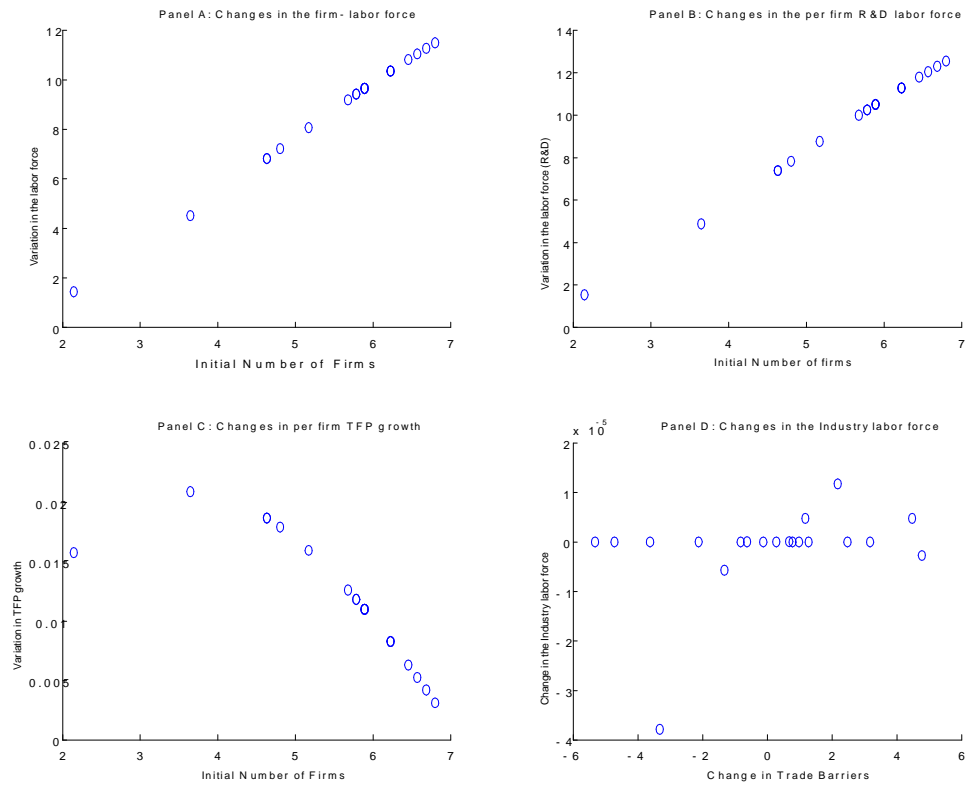 Panel A: Changes in the firm- labor force
12
10
8
6
4
2
0
Variation in the labor force
2 3 4 5 6 7
Initial Number of Firms
Panel B: Changes in the per firm R&D labor force
14
12
10
8
6
4
2
0
Variation in the labor force (R&D)
2 3 4 5 6 7
Initial Number of firms
Panel C: Changes in per firm TFP growth
0.025
0.02
0.015
0.01
0.005
0
Variation in TFP growth
2 3 4 5 6 7
Initial Number of Firms
Panel D: Changes in the Industry labor force
x 10
-5
2
1
0
-1
-2
-3
-4
Change in the Industry labor force
-6 -4 -2 0 2 4 6
Change in Trade Barriers